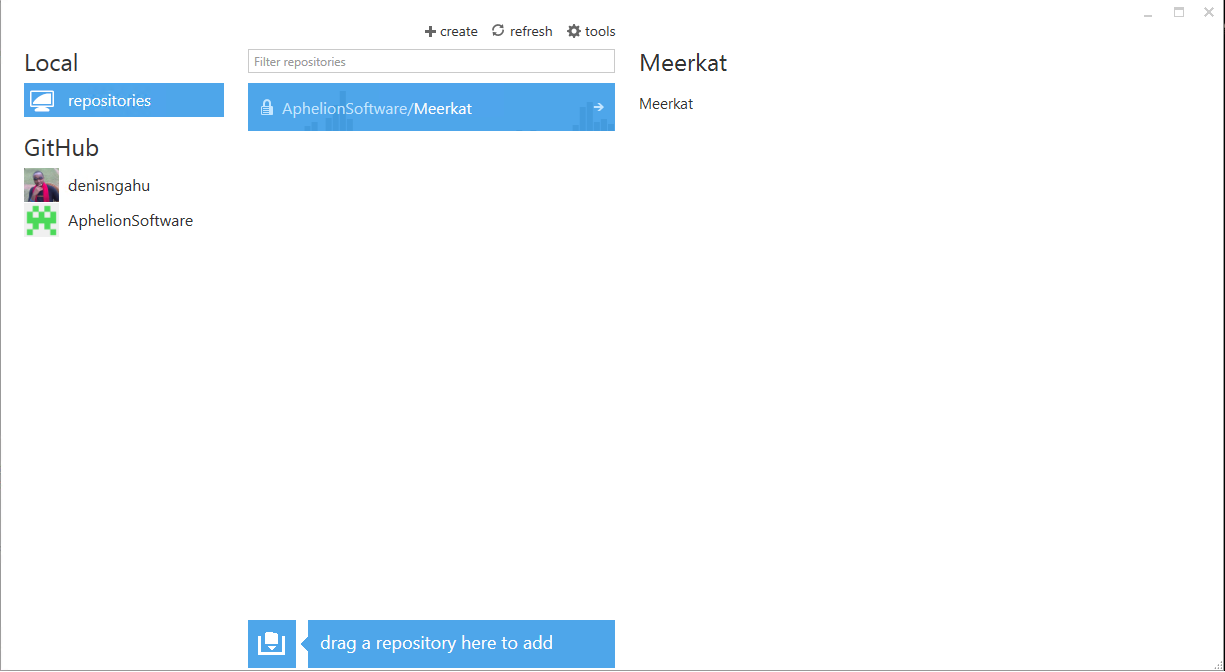 create refresh tools
Local
repositories
GitHub
denisngahu
AphelionSoftware
Filter repositories
AphelionSoftware/Meerkat
drag a repository here to add
Meerkat
Meerkat